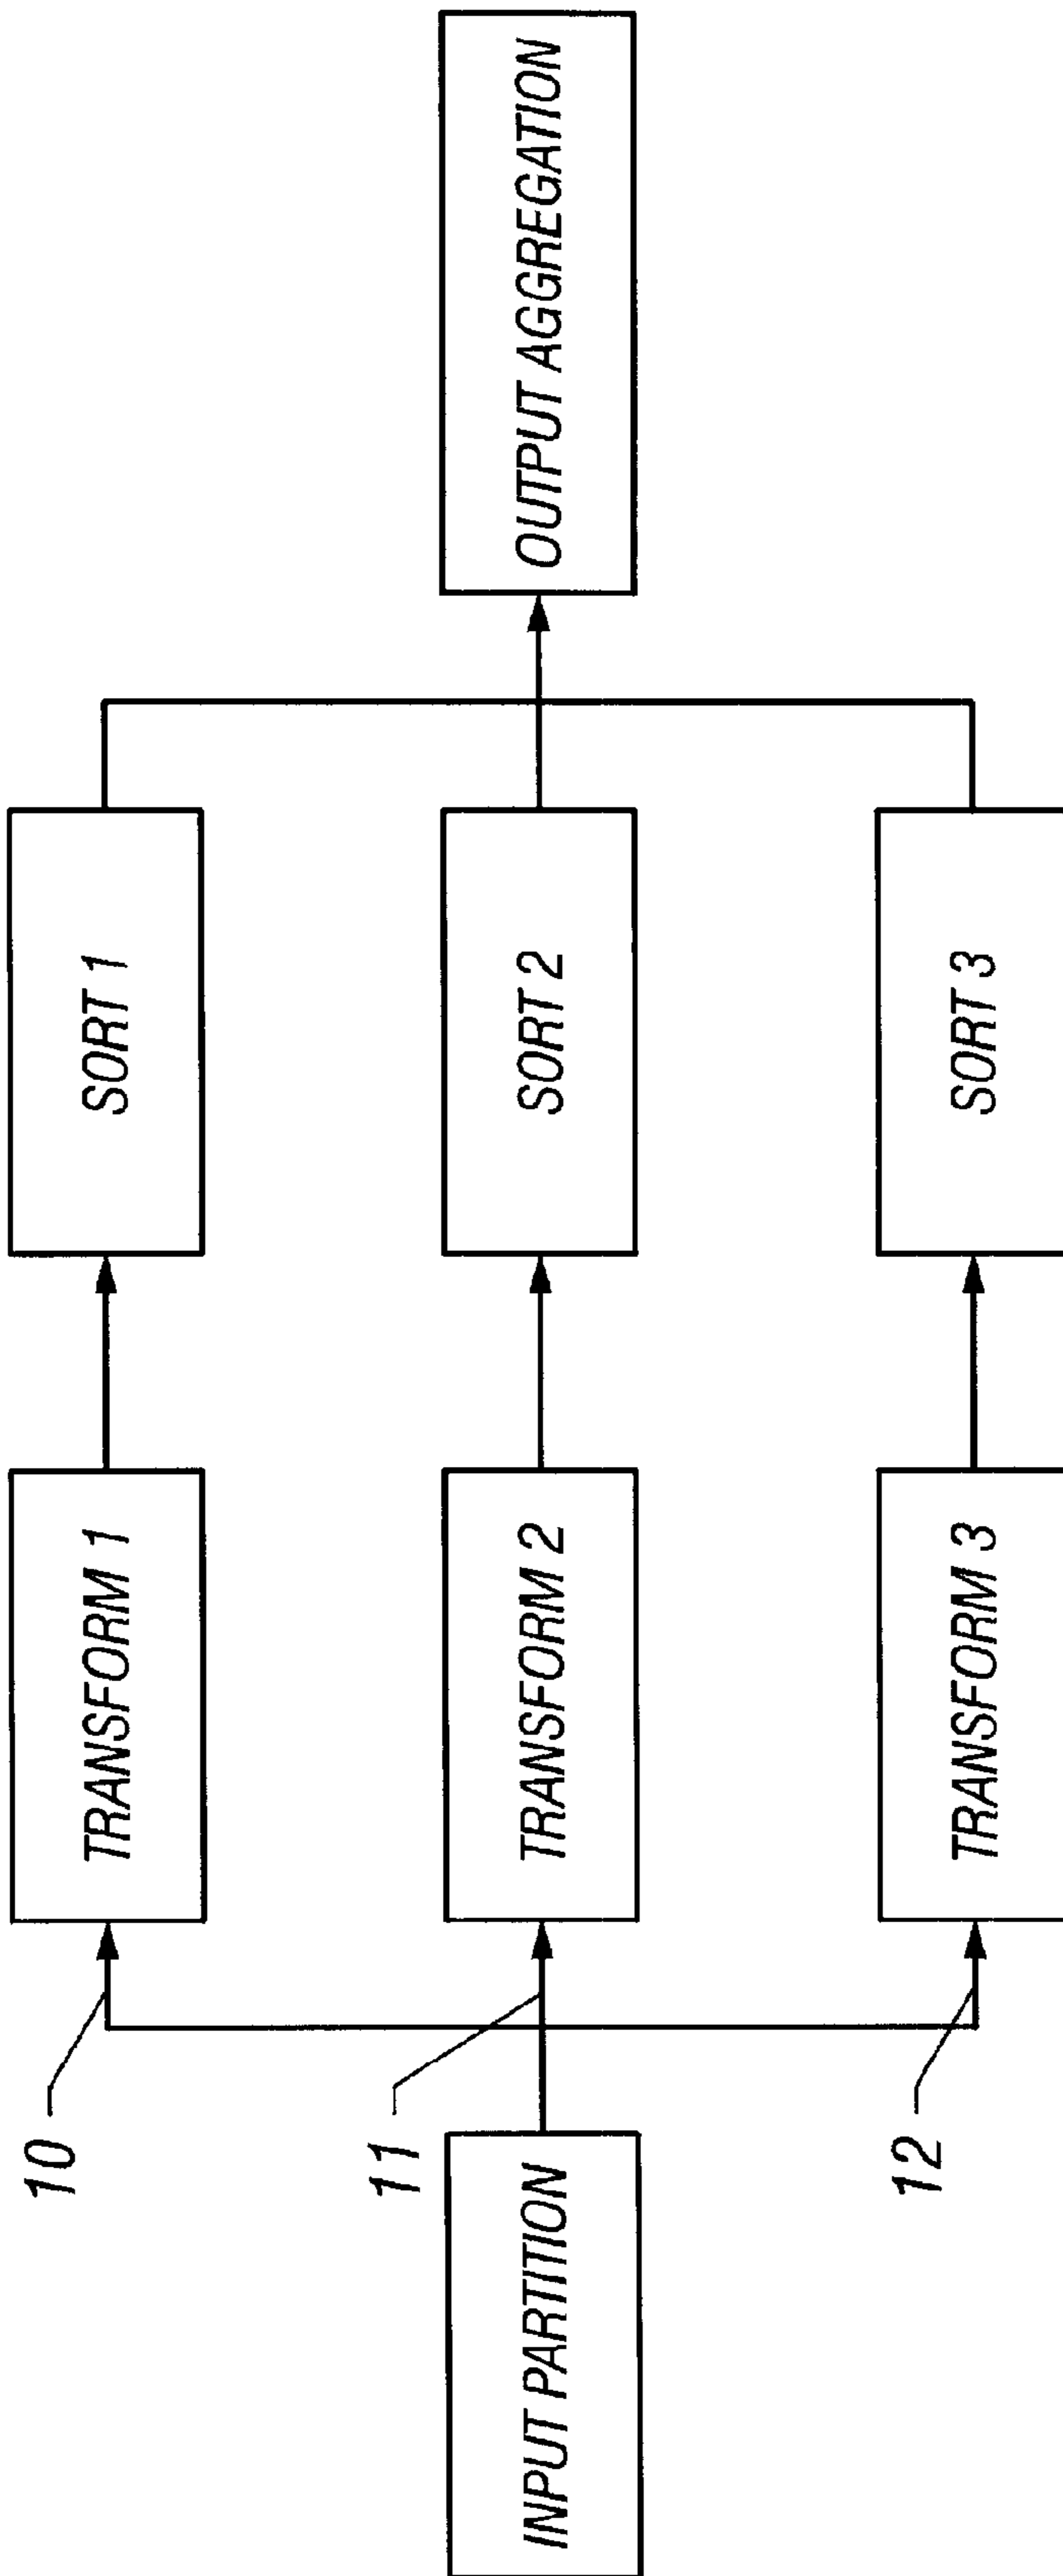 10
TRANSFORM 1
SORT 1
INPUT PARTITION
11
TRANSFORM 2
SORT 2
OUTPUT AGGREGATION
12
TRANSFORM 3
SORT 3